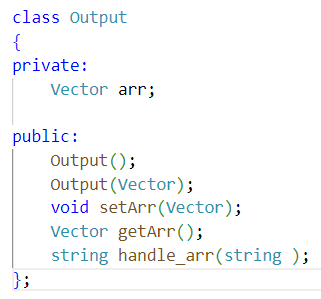 class Output
{
private:
    Vector arr;

public:
    Output();
    Output(Vector);
    void setArr(Vector);
    Vector getArr();
    string handle_arr(string );
};